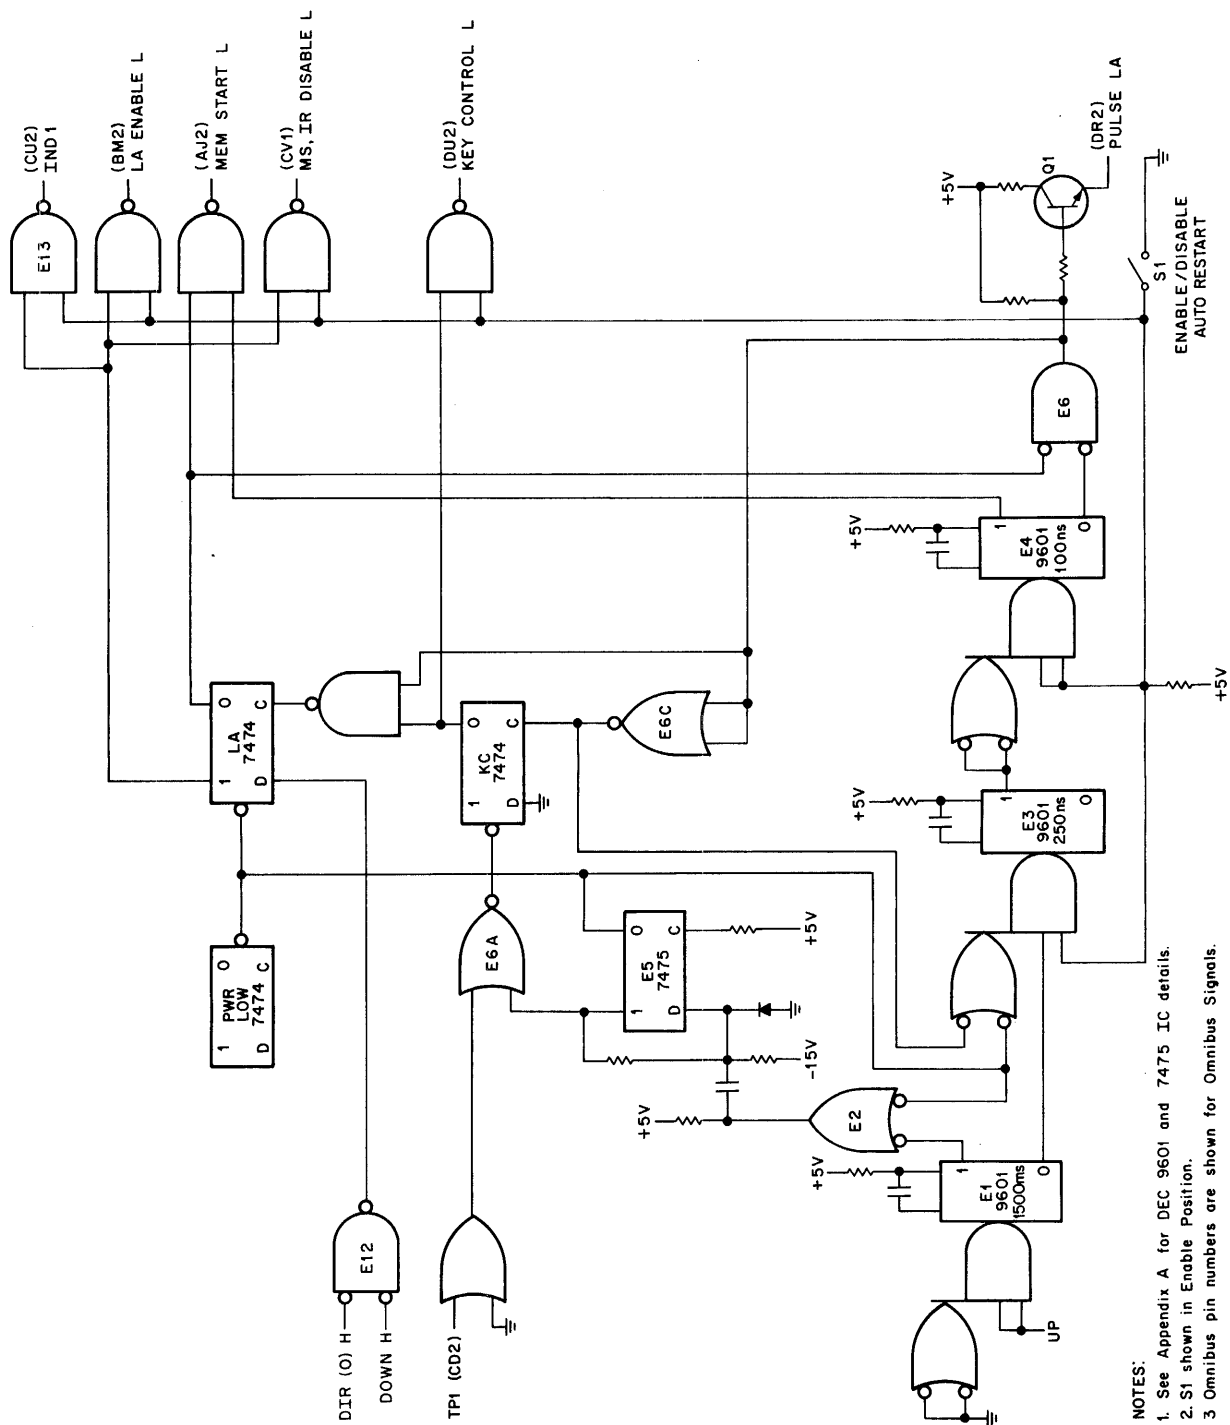 (CU2)
IND1
(BM2)
LA ENABLE L
(AJ2)
MEM START L
(CV1)
MS, IR DISABLE L
(DU2)
KEY CONTROL L
E13
+5V
Q1
(DR2)
PULSE LA
S1
ENABLE/DISABLE
AUTO RESTART
E6
+5V
1
E4
9601
100ns
0
+5V
1 0
LA
7474
D C
1 0
KC
7474
D C
E6C
+5V
1
E3
9601
250ns
0
1 0
PWR
LOW
7474
D C
E6A
1 0
E5
7475
D C
+5V
-15V
+5V
E2
+5V
1
E1
9601
1500ms
0
UP
DIR (0) H
DOWN H
E12
TP1 (CD2)
NOTES:
1. See Appendix A for DEC 9601 and 7475 IC details.
2. S1 shown in Enable Position.
3 Omnibus pin numbers are shown for Omnibus Signals.